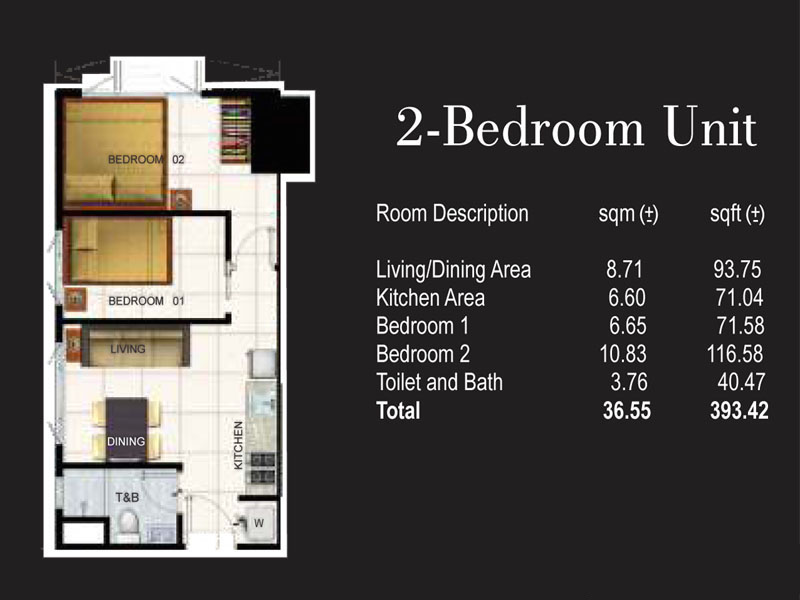 2-Bedroom Unit
Room Description sqm (±) sqft (±)
Living/Dining Area 8.71 93.75
Kitchen Area 6.60 71.04
Bedroom 1 6.65 71.58
Bedroom 2 10.83 116.58
Toilet and Bath 3.76 40.47
Total 36.55 393.42
BEDROOM 02
BEDROOM 01
LIVING
DINING
KITCHEN
T&B
W